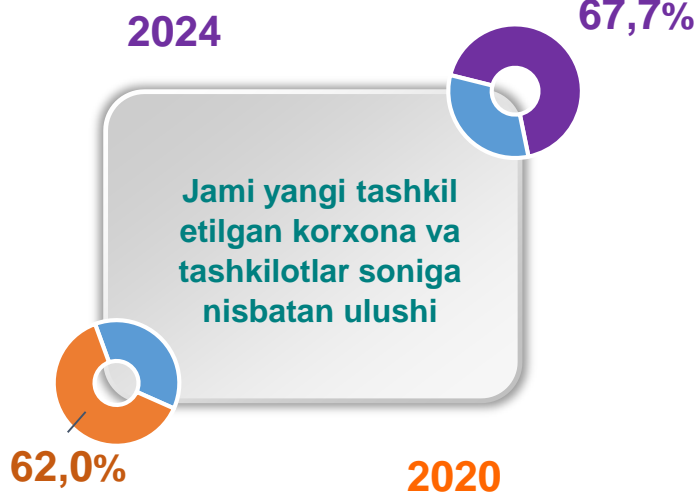 67,7%
2024
Jami yangi tashkil
etilgan korxona va
tashkilotlar soniga
nisbatan ulushi
62,0%
2020